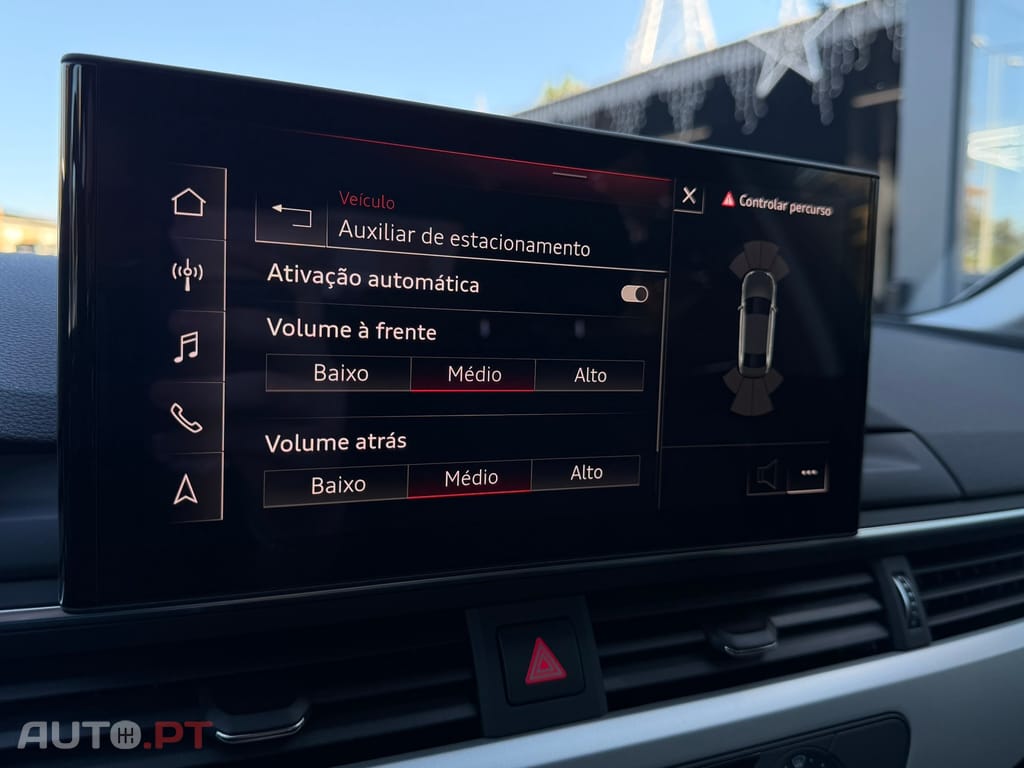 Veículo
Auxiliar de estacionamento
Controlar percurso
Ativação automática
Volume à frente
Baixo Médio Alto
Volume atrás
Baixo Médio Alto
AUTO.PT